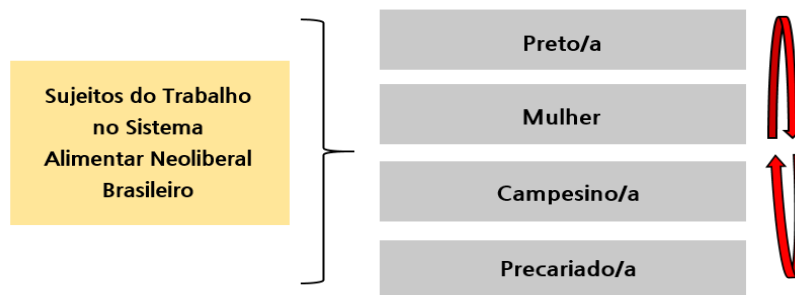 Sujeitos do Trabalho
no Sistema
Alimentar Neoliberal
Brasileiro
Preto/a
Mulher
Campesino/a
Precariado/a